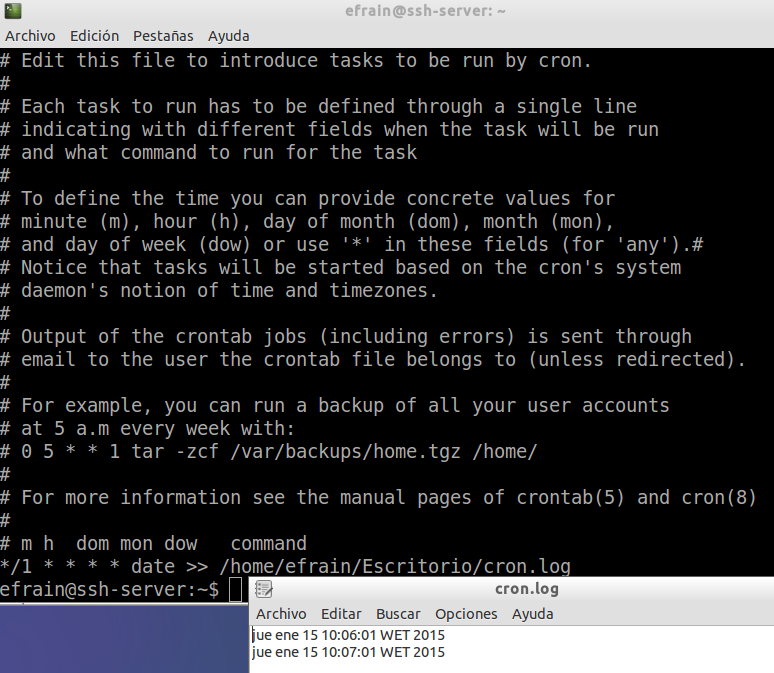 efrain@ssh-server: ~
Archivo Edición Pestañas Ayuda
# Edit this file to introduce tasks to be run by cron.
#
# Each task to run has to be defined through a single line
# indicating with different fields when the task will be run
# and what command to run for the task
#
# To define the time you can provide concrete values for
# minute (m), hour (h), day of month (dom), month (mon),
# and day of week (dow) or use '*' in these fields (for 'any').#
# Notice that tasks will be started based on the cron's system
# daemon's notion of time and timezones.
#
# Output of the crontab jobs (including errors) is sent through
# email to the user the crontab file belongs to (unless redirected).
#
# For example, you can run a backup of all your user accounts
# at 5 a.m every week with:
# 0 5 * * 1 tar -zcf /var/backups/home.tgz /home/
#
# For more information see the manual pages of crontab(5) and cron(8)
#
# m h  dom mon dow   command
*/1 * * * * date >> /home/efrain/Escritorio/cron.log
efrain@ssh-server:~$
cron.log
Archivo Editar Buscar Opciones Ayuda
jue ene 15 10:06:01 WET 2015
jue ene 15 10:07:01 WET 2015